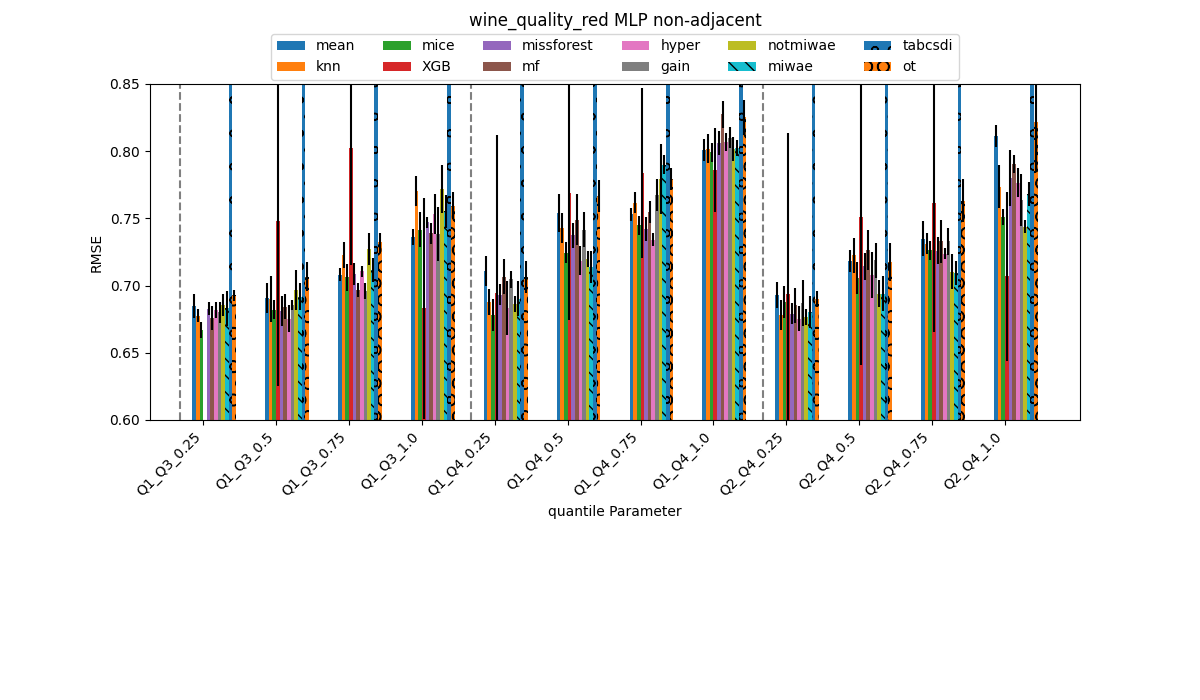 wine_quality_red MLP non-adjacent
mean mice missforest hyper notmiwae tabcsdi
knn XGB mf gain miwae ot
0.85
0.80
0.75
0.70
0.65
0.60
RMSE
Q1_Q3_0.25 Q1_Q3_0.5 Q1_Q3_0.75 Q1_Q3_1.0 Q1_Q4_0.25 Q1_Q4_0.5 Q1_Q4_0.75 Q1_Q4_1.0 Q2_Q4_0.25 Q2_Q4_0.5 Q2_Q4_0.75 Q2_Q4_1.0
quantile Parameter